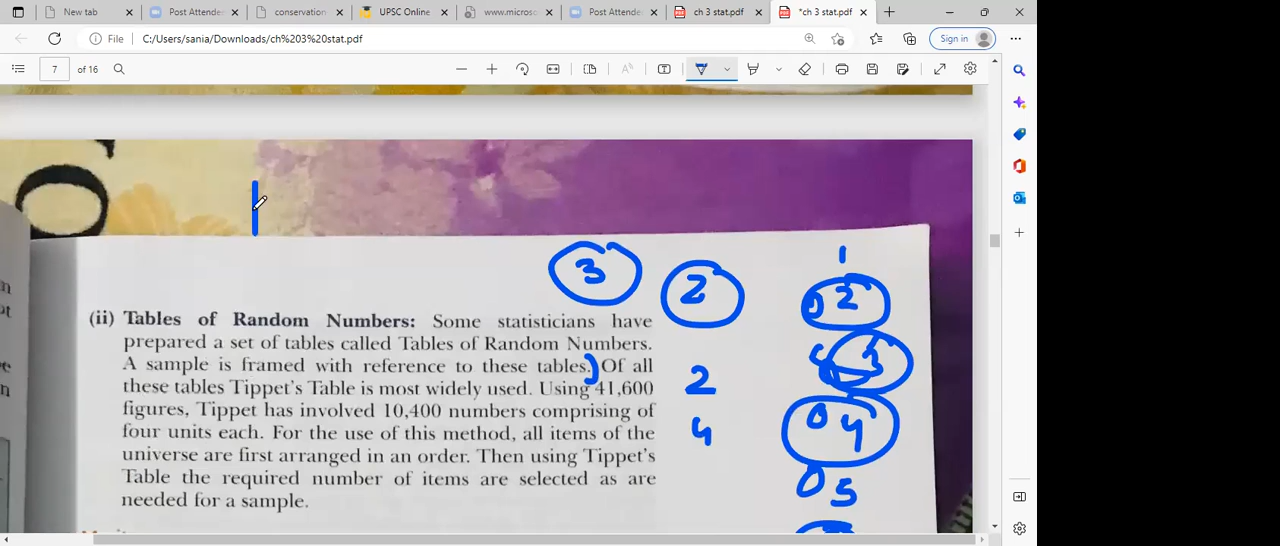 New tab
Post Attende
conservation
UPSC Online
www.micros
Post Attende
ch 3 stat.pdf
*ch 3 stat.pdf
File C:/Users/sania/Downloads/ch%203%20stat.pdf
Sign in
7 of 16
3
2
1
2
3
2
4
4
5
(ii) Tables of Random Numbers: Some statisticians have
prepared a set of tables called Tables of Random Numbers.
A sample is framed with reference to these tables. Of all
these tables Tippet's Table is most widely used. Using 41,600
figures, Tippet has involved 10,400 numbers comprising of
four units each. For the use of this method, all items of the
universe are first arranged in an order. Then using Tippet's
Table the required number of items are selected as are
needed for a sample.